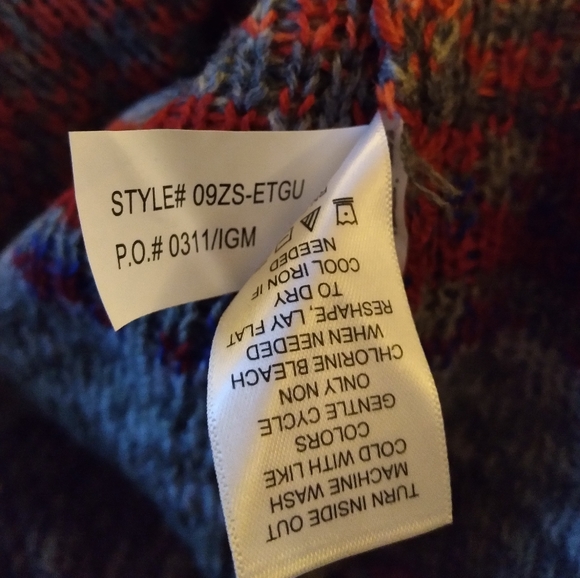 STYLE# 09ZS-ETGU
P.O.# 0311/IGM
TURN INSIDE OUT
MACHINE WASH
COLD WITH LIKE
COLORS
GENTLE CYCLE
ONLY NON
CHLORINE BLEACH
WHEN NEEDED
RESHAPE, LAY FLAT
TO DRY
COOL IRON IF
NEEDED